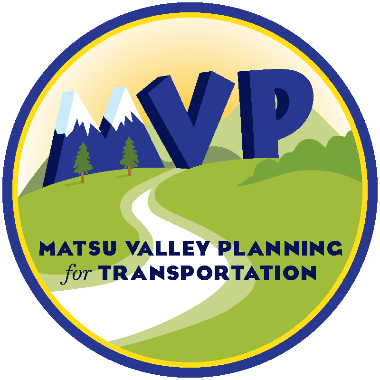 MVP
MATSU VALLEY PLANNING
for TRANSPORTATION